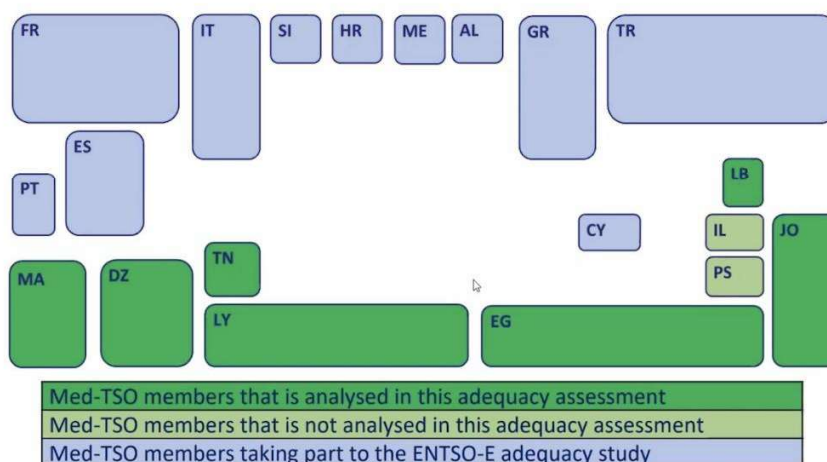 FR
IT
SI
HR
ME
AL
GR
TR
ES
PT
LB
CY
IL
JO
TN
PS
MA
DZ
LY
EG
Med-TSO members that is analysed in this adequacy assessment
Med-TSO members that is not analysed in this adequacy assessment
Med-TSO members taking part to the ENTSO-E adequacy study